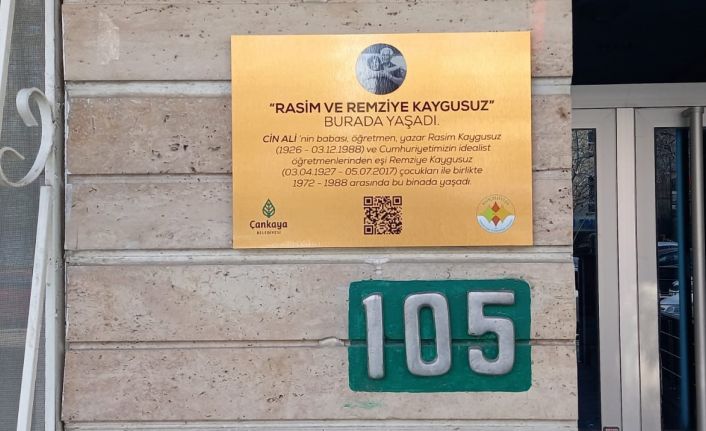 "RASİM VE REMZİYE KAYGUSUZ"
BURADA YAŞADI.
CİN ALİ 'nin babası, öğretmen, yazar Rasim Kaygusuz
(1926 - 03.12.1988) ve Cumhuriyetimizin idealist
öğretmenlerinden eşi Remziye Kaygusuz
(03.04.1927 - 05.07.2017) çocukları ile birlikte
1972 - 1988 arasında bu binada yaşadı.
Çankaya
BELEDİYESİ
105